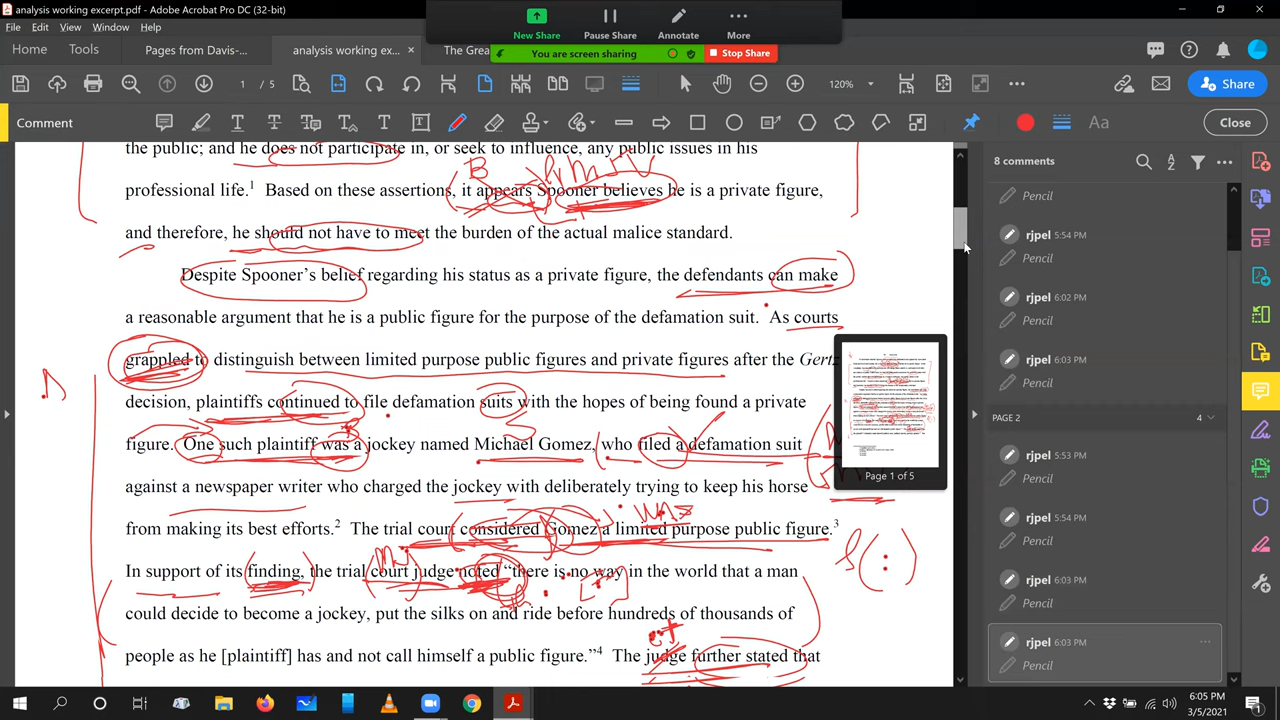 analysis working excerpt.pdf - Adobe Acrobat Pro DC (32-bit)
File Edit View Window Help
New Share Pause Share Annotate More
You are screen sharing Stop Share
Home Tools Pages from Davis-... analysis working ex... × The Grea
1 / 5 120% Share
Comment Aa Close
the public; and he does not participate in, or seek to influence, any public issues in his
professional life.1 Based on these assertions, it appears Spooner believes he is a private figure,
and therefore, he should not have to meet the burden of the actual malice standard.
Despite Spooner's belief regarding his status as a private figure, the defendants can make
a reasonable argument that he is a public figure for the purpose of the defamation suit. As courts
grappled to distinguish between limited purpose public figures and private figures after the Gertz
decision plaintiffs continued to file defamation suits with the hopes of being found a private
figure One such plaintiff was a jockey named Michael Gomez, who filed a defamation suit
against a newspaper writer who charged the jockey with deliberately trying to keep his horse
from making its best efforts.2 The trial court considered Gomez a limited purpose public figure.3
In support of its finding, the trial court judge noted "there is no way in the world that a man
could decide to become a jockey, put the silks on and ride before hundreds of thousands of
people as he [plaintiff] has and not call himself a public figure."4 The judge further stated that
B
was
Page 1 of 5
8 comments
Pencil
rjpel 5:54 PM
Pencil
rjpel 6:02 PM
Pencil
rjpel 6:03 PM
Pencil
PAGE 2 4
rjpel 5:53 PM
Pencil
rjpel 5:54 PM
Pencil
rjpel 6:03 PM
Pencil
rjpel 6:03 PM
Pencil
6:05 PM
3/5/2021